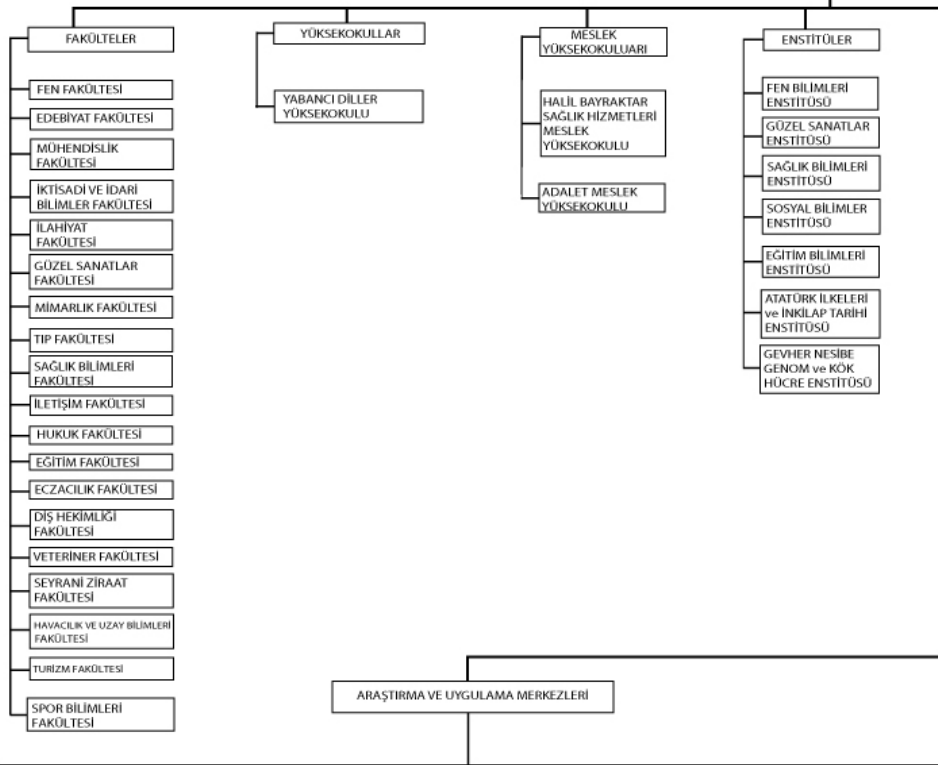 FAKÜLTELER
FEN FAKÜLTESİ
EDEBİYAT FAKÜLTESİ
MÜHENDİSLİK
FAKÜLTESİ
İKTİSADİ VE İDARİ
BİLİMLER FAKÜLTESİ
İLAHİYAT
FAKÜLTESİ
GÜZEL SANATLAR
FAKÜLTESİ
MİMARLIK FAKÜLTESİ
TIP FAKÜLTESİ
SAĞLIK BİLİMLERİ
FAKÜLTESİ
İLETİŞİM FAKÜLTESİ
HUKUK FAKÜLTESİ
EĞİTİM FAKÜLTESİ
ECZACILIK FAKÜLTESİ
DİŞ HEKİMLİĞİ
FAKÜLTESİ
VETERİNER FAKÜLTESİ
SEYRANİ ZİRAAT
FAKÜLTESİ
HAVACILIK VE UZAY BİLİMLERİ
FAKÜLTESİ
TURİZM FAKÜLTESİ
SPOR BİLİMLERİ
FAKÜLTESİ
YÜKSEKOKULLAR
YABANCI DİLLER
YÜKSEKOKULU
MESLEK
YÜKSEKOKULUARI
HALİL BAYRAKTAR
SAĞLIK HİZMETLERİ
MESLEK
YÜKSEKOKULU
ADALET MESLEK
YÜKSEKOKULU
ENSTİTÜLER
FEN BİLİMLERİ
ENSTİTÜSÜ
GÜZEL SANATLAR
ENSTİTÜSÜ
SAĞLIK BİLİMLERİ
ENSTİTÜSÜ
SOSYAL BİLİMLER
ENSTİTÜSÜ
EĞİTİM BİLİMLERİ
ENSTİTÜSÜ
ATATÜRK İLKELERİ
ve İNKİLAP TARİHİ
ENSTİTÜSÜ
GEVHER NESİBE
GENOM ve KÖK
HÜCRE ENSTİTÜSÜ
ARAŞTIRMA VE UYGULAMA MERKEZLERİ